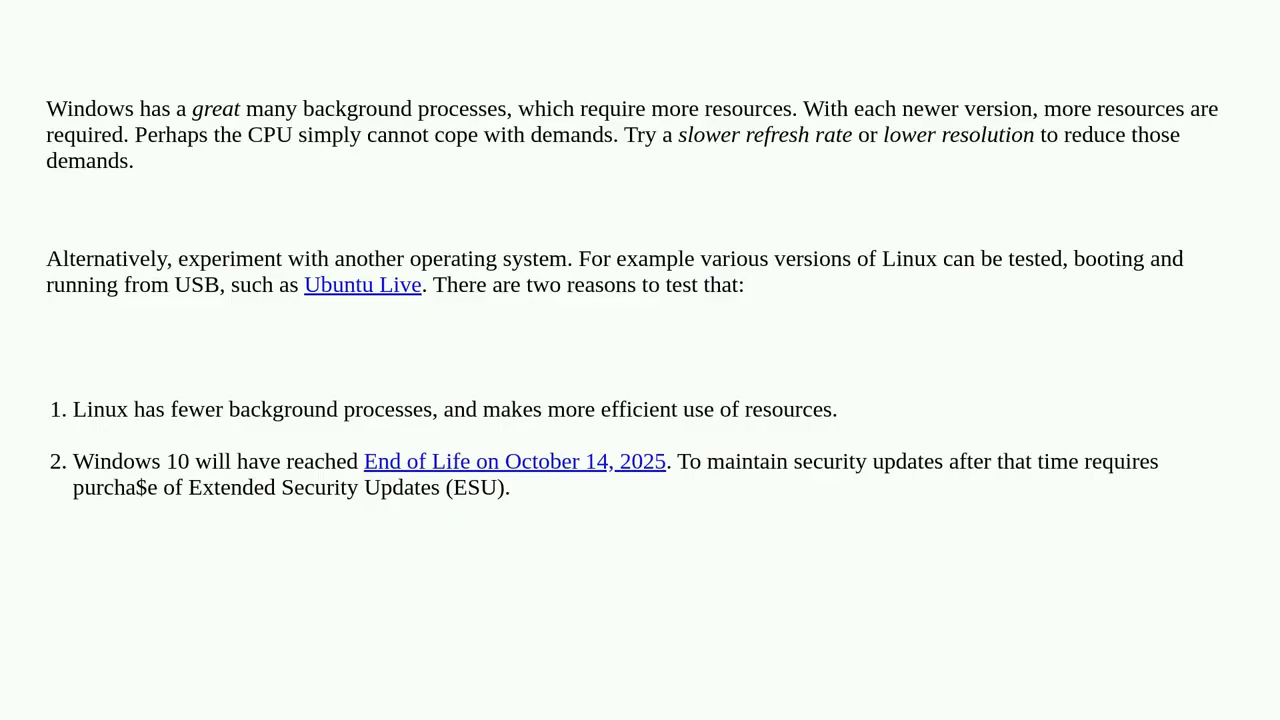 Windows has a great many background processes, which require more resources. With each newer version, more resources are
required. Perhaps the CPU simply cannot cope with demands. Try a slower refresh rate or lower resolution to reduce those
demands.
Alternatively, experiment with another operating system. For example various versions of Linux can be tested, booting and
running from USB, such as Ubuntu Live. There are two reasons to test that:
1. Linux has fewer background processes, and makes more efficient use of resources.
2. Windows 10 will have reached End of Life on October 14, 2025. To maintain security updates after that time requires
purcha$e of Extended Security Updates (ESU).